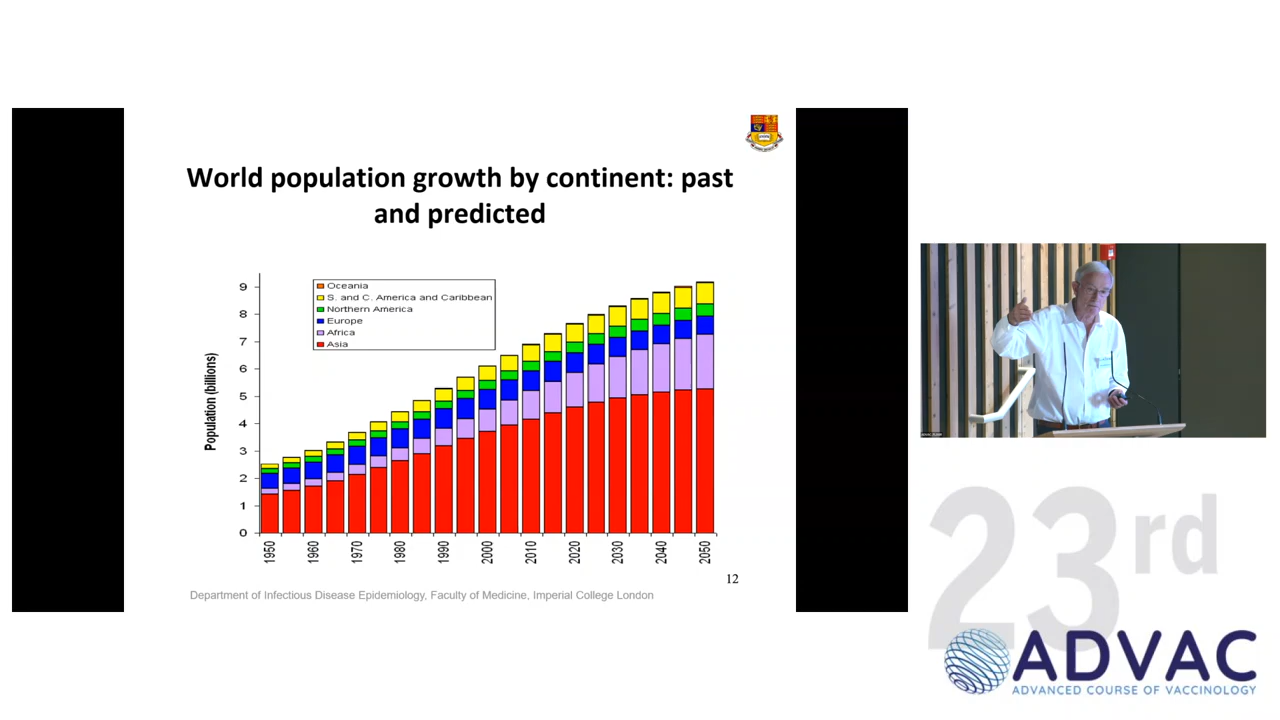 World population growth by continent: past
and predicted
Population (billions)
9
8
7
6
5
4
3
2
1
0
Oceania
S. and C. America and Caribbean
Northern America
Europe
Africa
Asia
1950
1960
1970
1980
1990
2000
2010
2020
2030
2040
2050
12
Department of Infectious Disease Epidemiology, Faculty of Medicine, Imperial College London
23rd
ADVAC
ADVANCED COURSE OF VACCINOLOGY